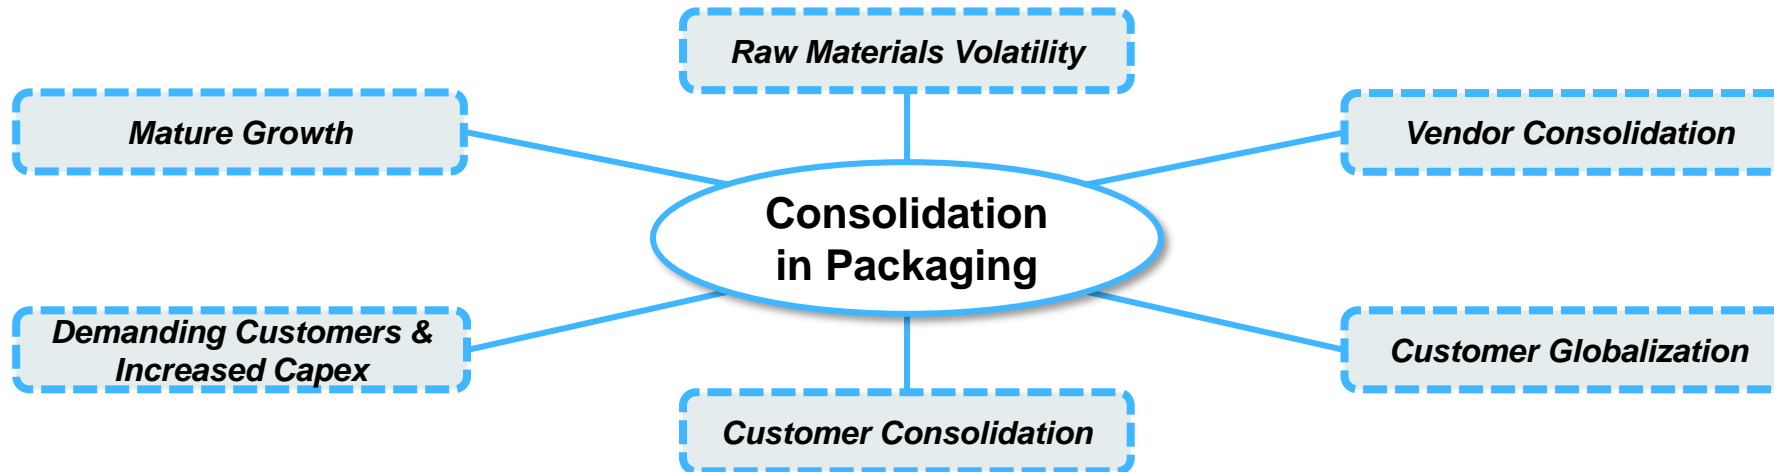 Raw Materials Volatility
Mature Growth
Vendor Consolidation
Consolidation
in Packaging
Demanding Customers &
Increased Capex
Customer Globalization
Customer Consolidation